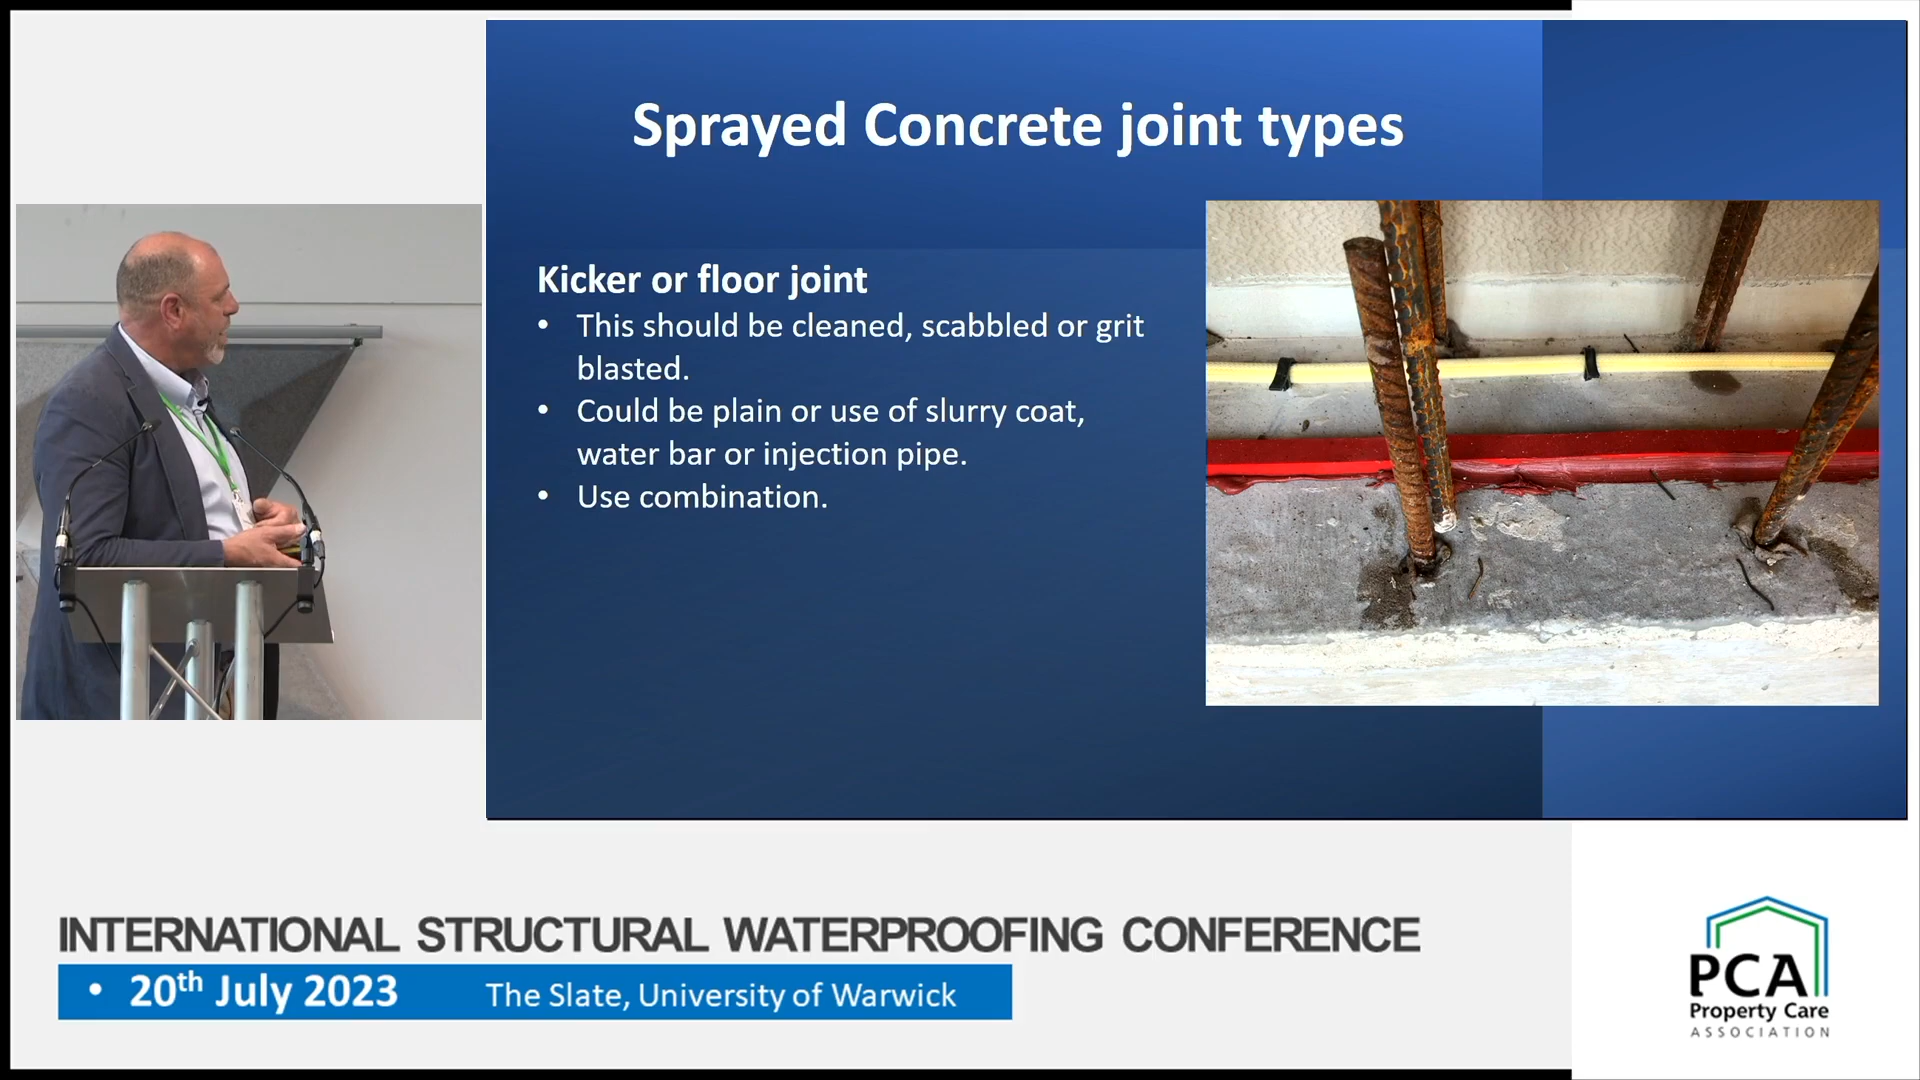 Sprayed Concrete joint types
Kicker or floor joint
• This should be cleaned, scabbled or grit
blasted.
• Could be plain or use of slurry coat,
water bar or injection pipe.
• Use combination.
INTERNATIONAL STRUCTURAL WATERPROOFING CONFERENCE
• 20th July 2023 The Slate, University of Warwick
PCA
Property Care
ASSOCIATION